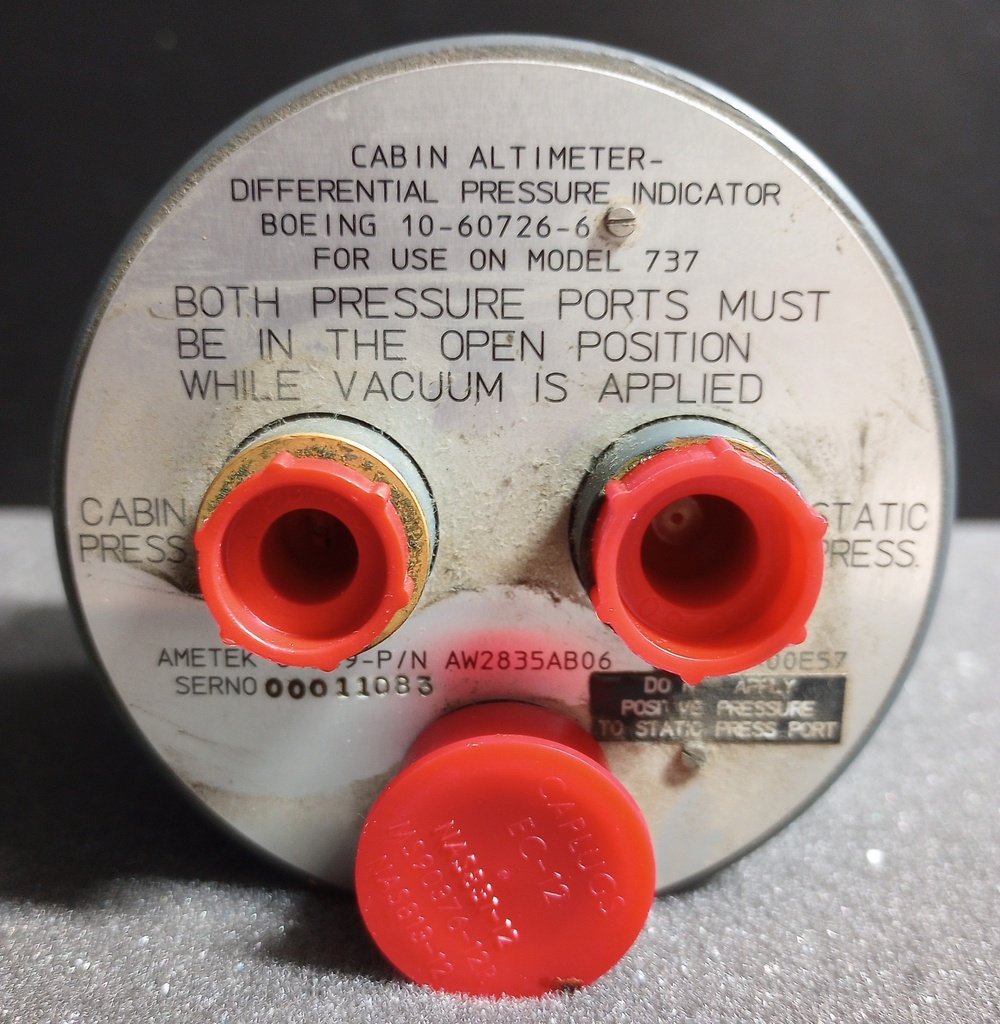 CABIN ALTIMETER-
DIFFERENTIAL PRESSURE INDICATOR
BOEING 10-60726-6
FOR USE ON MODEL 737
BOTH PRESSURE PORTS MUST
BE IN THE OPEN POSITION
WHILE VACUUM IS APPLIED
CABIN
PRESS
STATIC
PRESS.
AMETEK P/N AW2835AB06
SERNO 00011083
DO APPLY
PRESSURE
TO STATIC PRESS PORT
CAPLUGS
EC-12